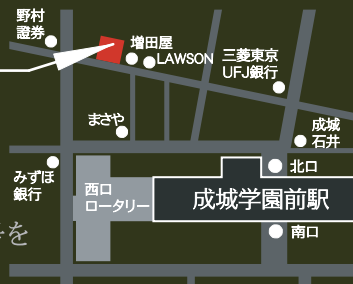 野村
證券
増田屋
LAWSON
三菱東京
UFJ銀行
まさや
成城
石井
みずほ
銀行
西口
ロータリー
北口
成城学園前駅
南口
を